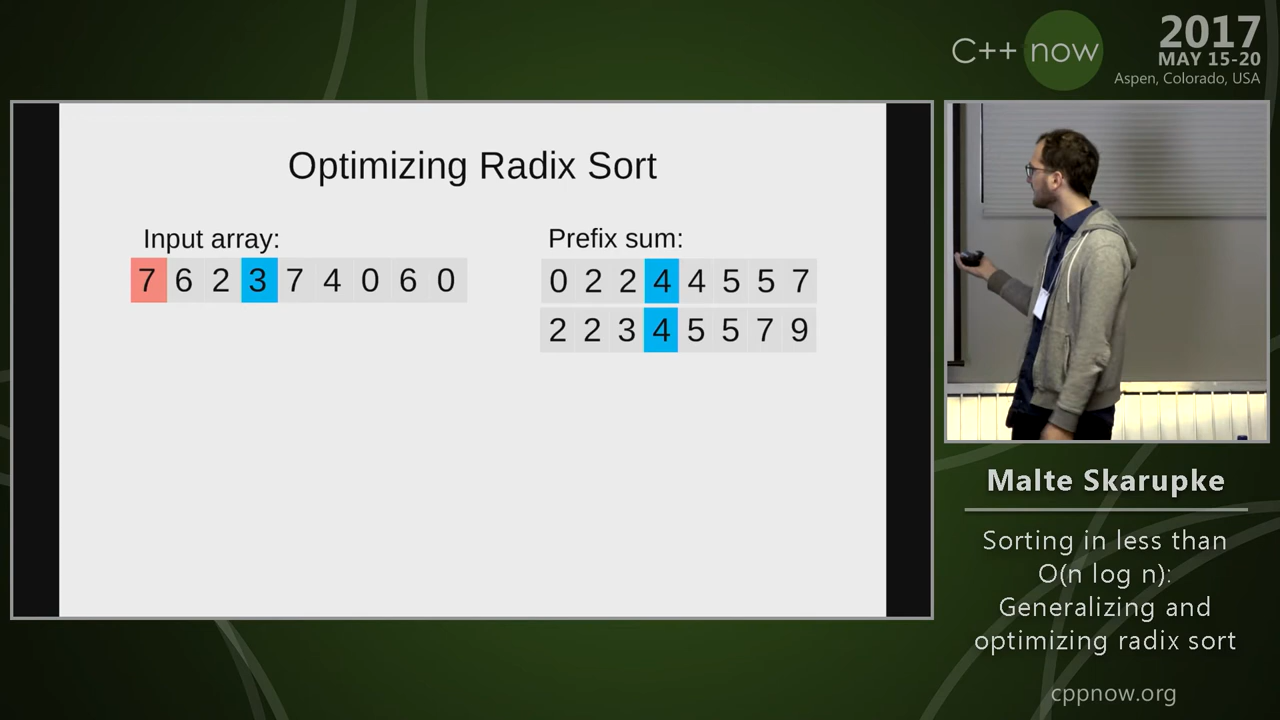 C++ now
2017
MAY 15-20
Aspen, Colorado, USA
Optimizing Radix Sort
Input array:
7 6 2 3 7 4 0 6 0
Prefix sum:
0 2 2 4 4 5 5 7
2 2 3 4 5 5 7 9
Malte Skarupke
Sorting in less than
O(n log n):
Generalizing and
optimizing radix sort
cppnow.org